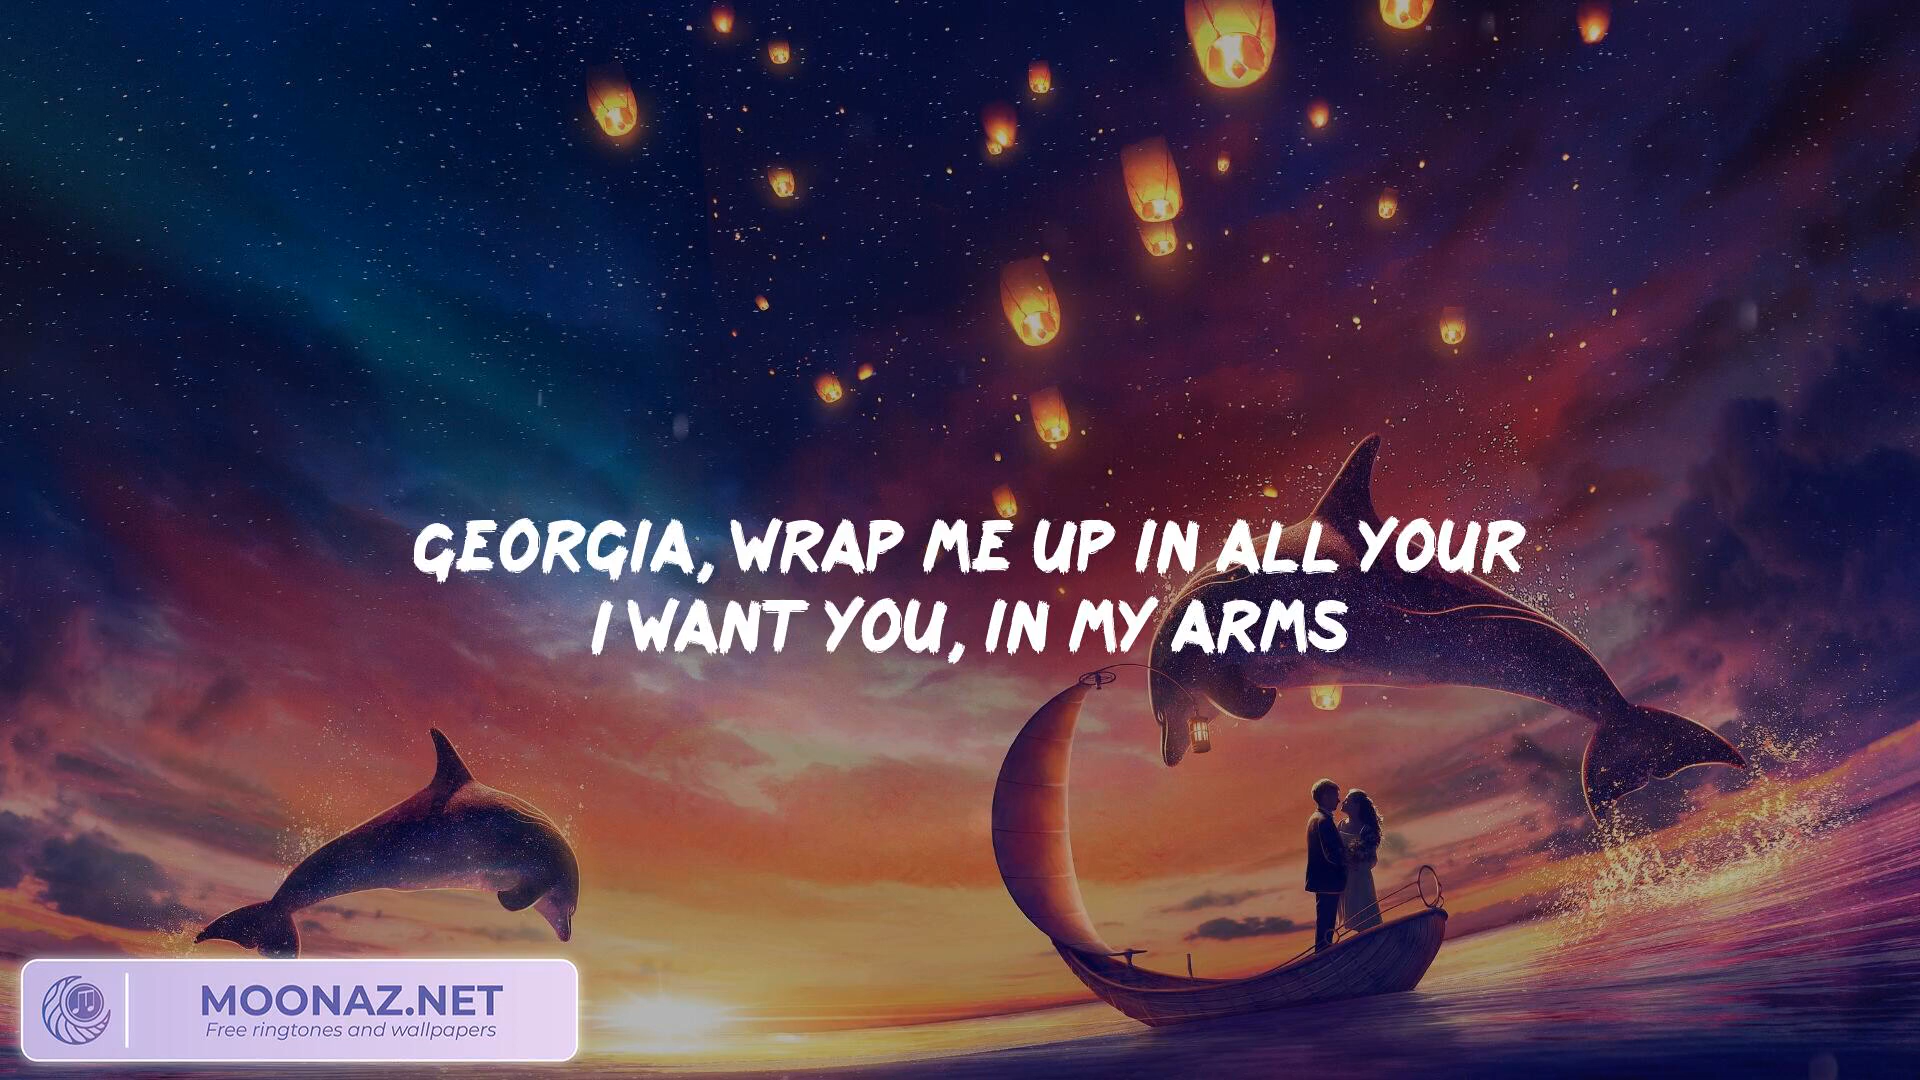 GEORGIA, WRAP ME UP IN ALL YOUR
I WANT YOU, IN MY ARMS
MOONAZ.NET
Free ringtones and wallpapers